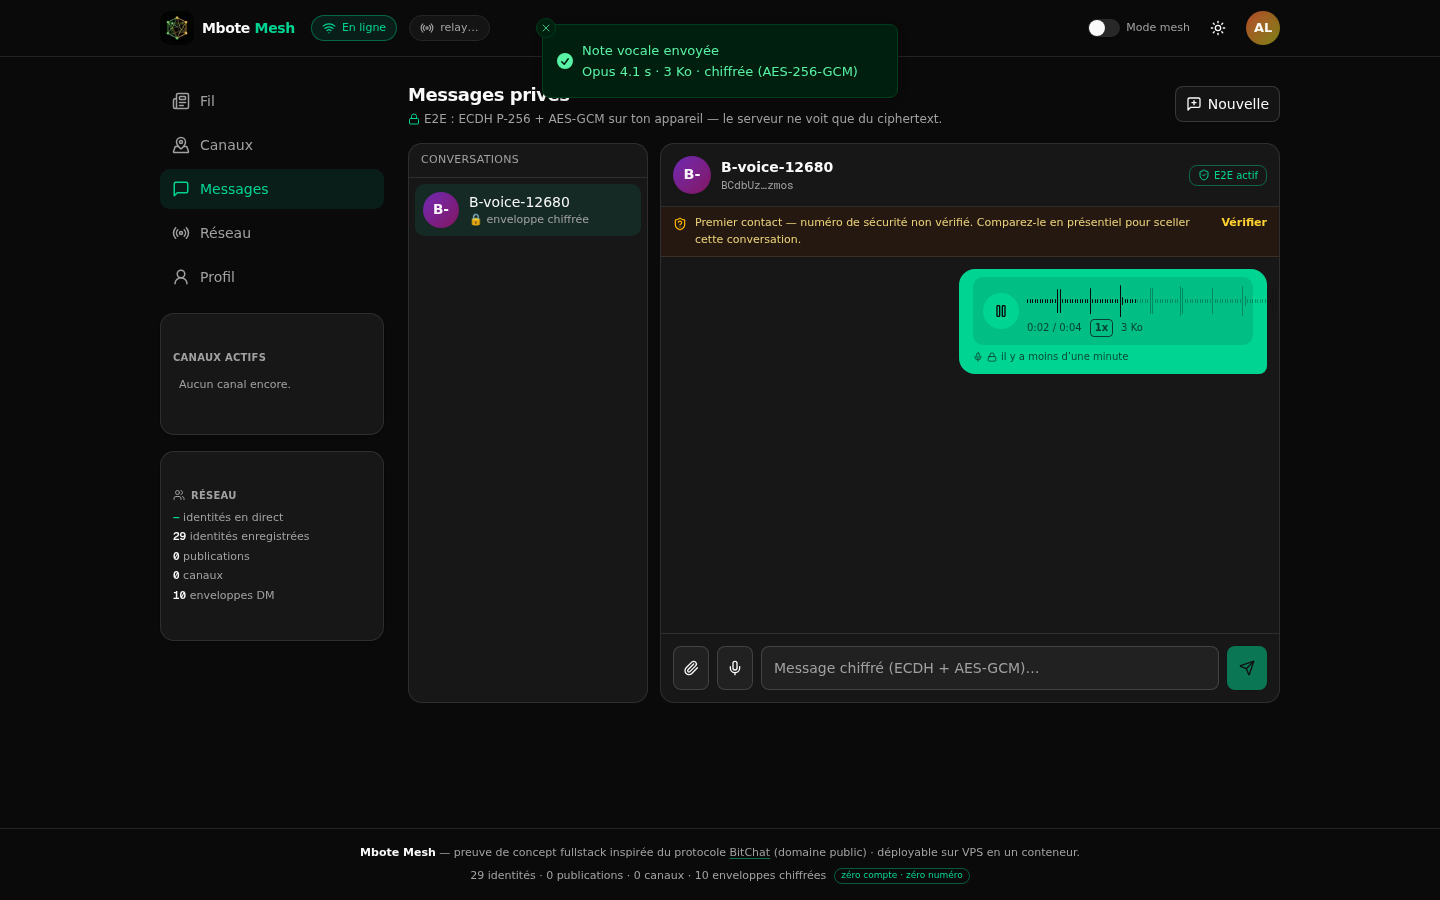 Mbote Mesh
En ligne
relay…
Note vocale envoyée
Opus 4.1 s · 3 Ko · chiffrée (AES-256-GCM)
Mode mesh
AL
Fil
Canaux
Messages
Réseau
Profil
CANAUX ACTIFS
Aucun canal encore.
RÉSEAU
– identités en direct
29 identités enregistrées
0 publications
0 canaux
10 enveloppes DM
Messages privés
E2E : ECDH P-256 + AES-GCM sur ton appareil — le serveur ne voit que du ciphertext.
Nouvelle
CONVERSATIONS
B-
B-voice-12680
enveloppe chiffrée
B-
B-voice-12680
BCdbUz…zmos
E2E actif
Premier contact — numéro de sécurité non vérifié. Comparez-le en présentiel pour sceller
cette conversation.
Vérifier
0:02 / 0:04 1x 3 Ko
il y a moins d’une minute
Message chiffré (ECDH + AES-GCM)…
Mbote Mesh — preuve de concept fullstack inspirée du protocole BitChat (domaine public) · déployable sur VPS en un conteneur.
29 identités · 0 publications · 0 canaux · 10 enveloppes chiffrées zéro compte · zéro numéro